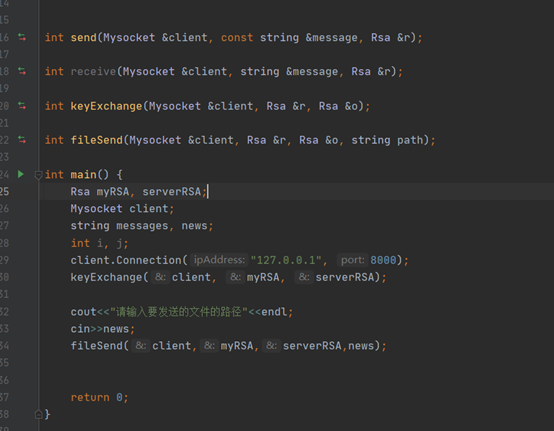 14
15
16 int send(Mysocket &client, const string &message, Rsa &r);
17
18 int receive(Mysocket &client, string &message, Rsa &r);
19
20 int keyExchange(Mysocket &client, Rsa &r, Rsa &o);
21
22 int fileSend(Mysocket &client, Rsa &r, Rsa &o, string path);
23
24 int main() {
25 Rsa myRSA, serverRSA;
26 Mysocket client;
27 string messages, news;
28 int i, j;
29 client.Connection( ipAddress: "127.0.0.1", port: 8000);
30 keyExchange( &: client, &: myRSA, &: serverRSA);
31
32 cout<<"请输入要发送的文件的路径"<<endl;
33 cin>>news;
34 fileSend( &: client, &: myRSA, &: serverRSA,news);
35
36
37 return 0;
38 }
39